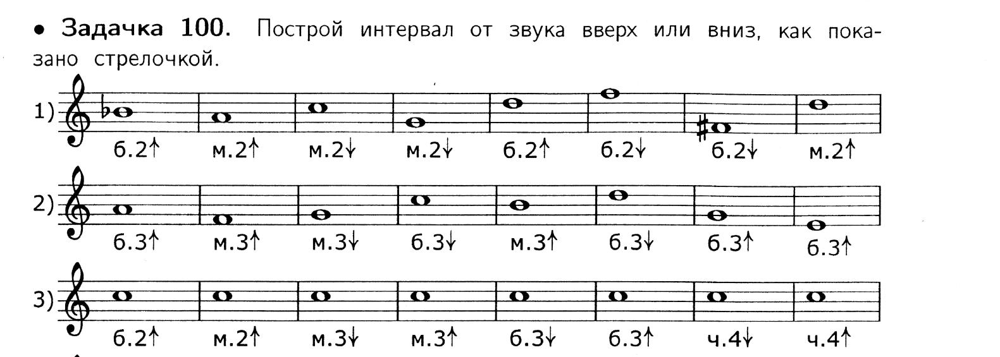 • Задачка 100. Построй интервал от звука вверх или вниз, как пока-
зано стрелочкой.
1)
б.2↑ м.2↑ м.2↓ м.2↓ б.2↑ б.2↓ б.2↓ м.2↑
2)
б.3↑ м.3↑ м.3↓ б.3↓ м.3↑ б.3↓ б.3↑ б.3↑
3)
б.2↑ м.2↑ м.3↓ м.3↑ б.3↓ б.3↑ ч.4↓ ч.4↑